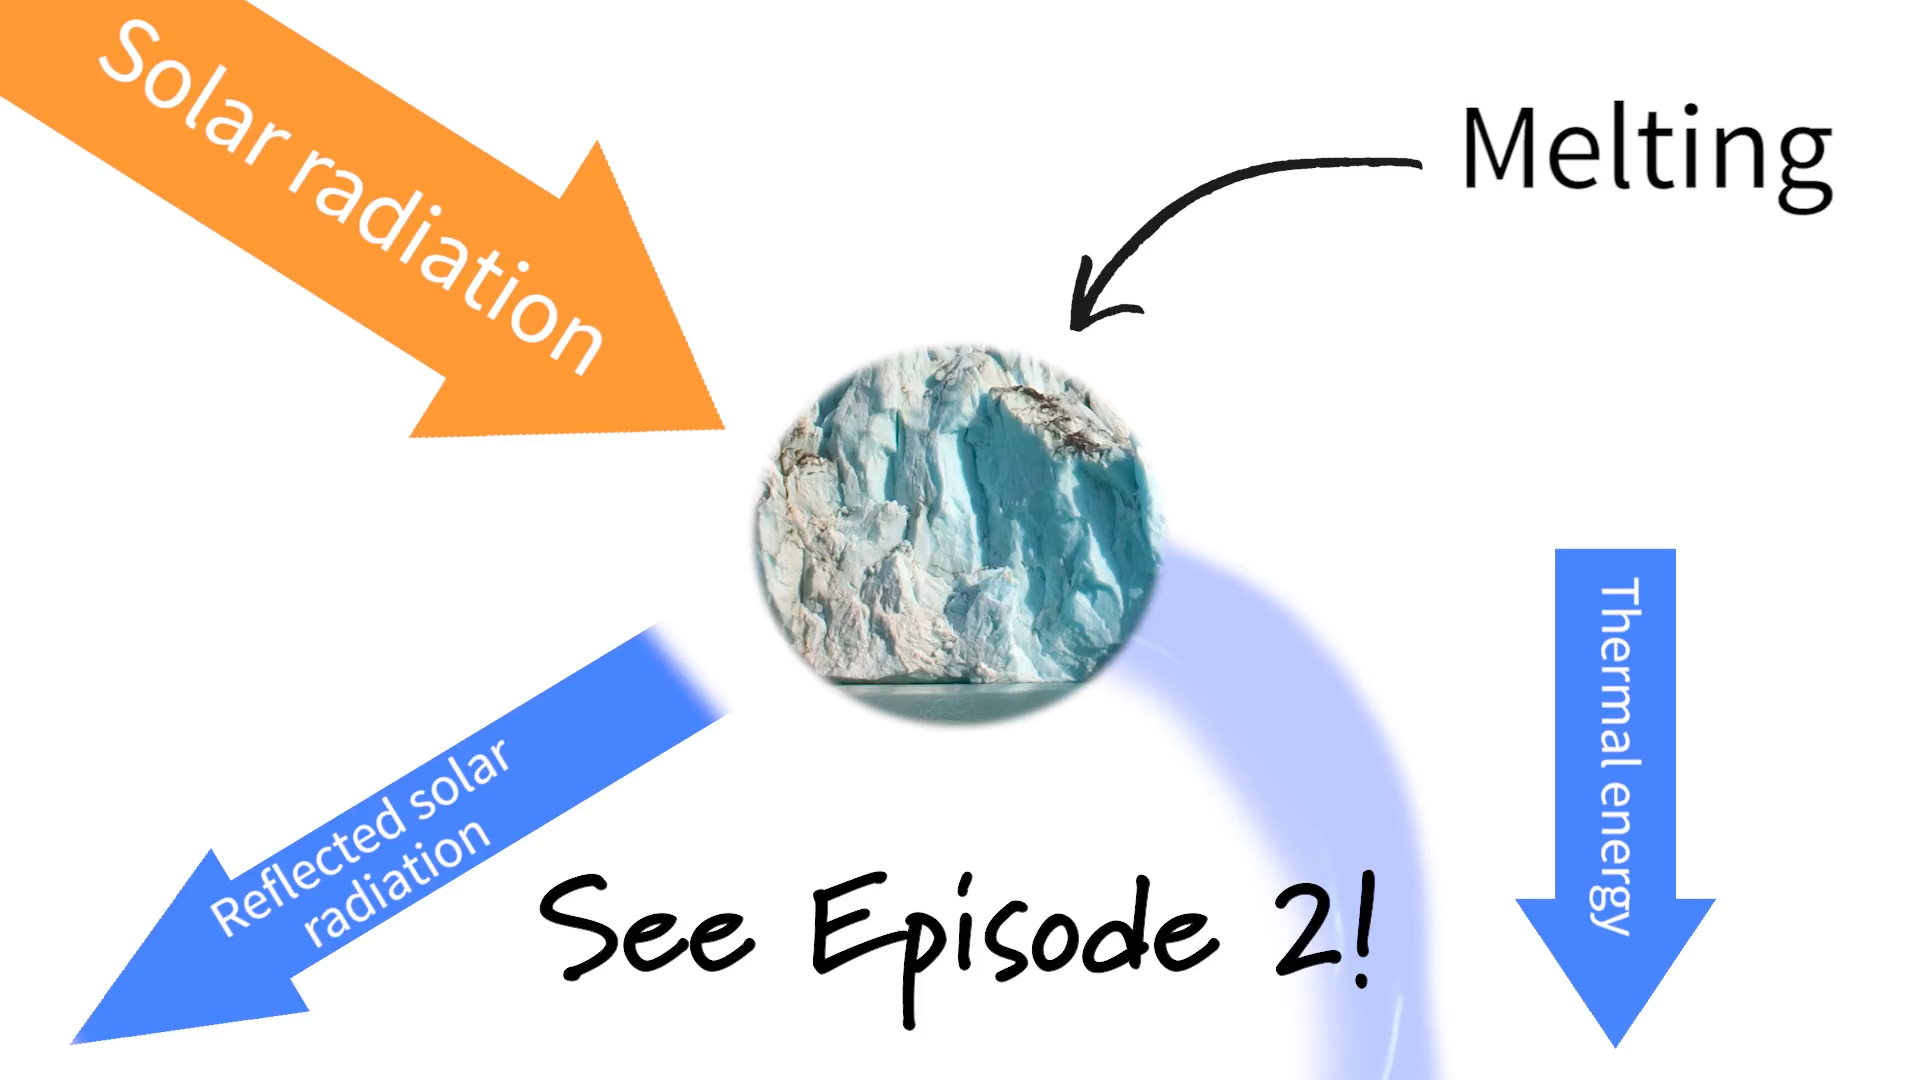 Solar radiation
Melting
Thermal energy
Reflected solar
radiation
See Episode 2!